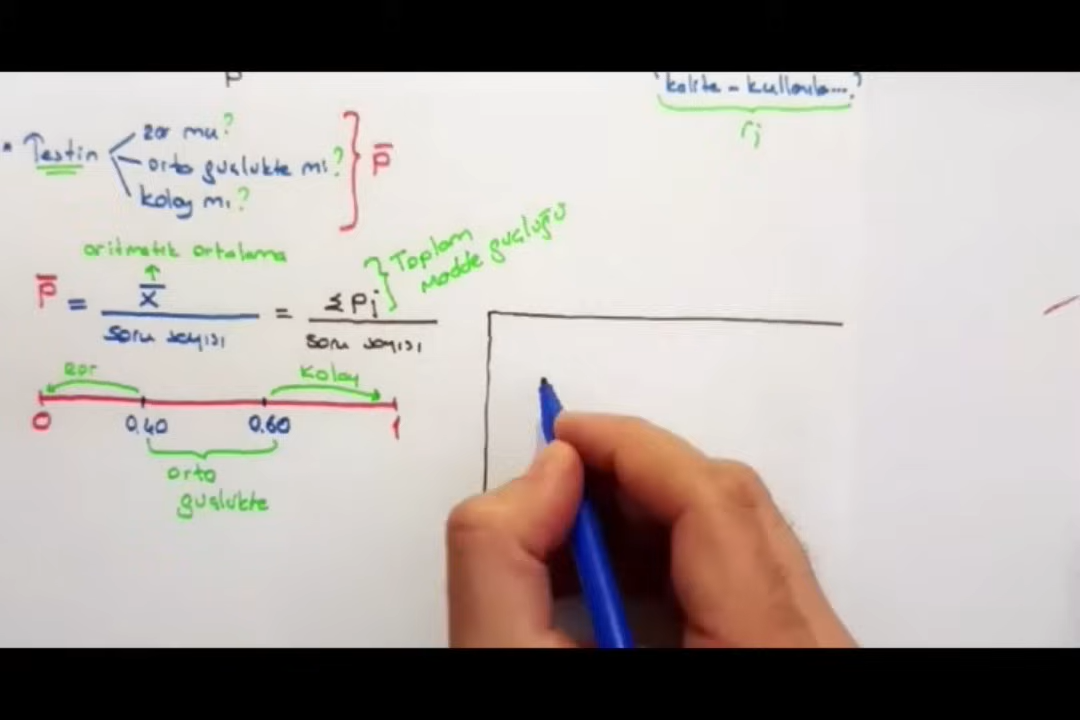 P
"kalite - kullanıla...?"
rj
• Testin
zor mu?
orta güçlükte mi?
kolay mı?
P̅
aritmetik ortalama
P̅ = X̅ / soru sayısı = ΣPj / soru sayısı
Toplam
madde güçlüğü
zor
kolay
0
0.40
0.60
1
orta
güçlükte